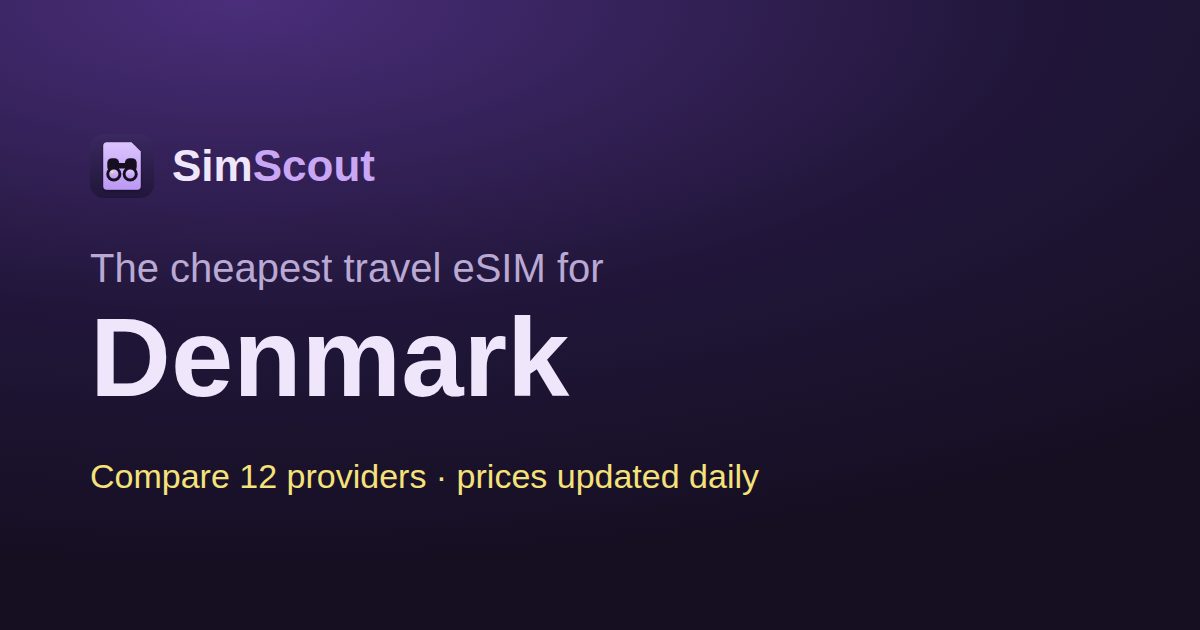 SimScout
The cheapest travel eSIM for
Denmark
Compare 12 providers · prices updated daily